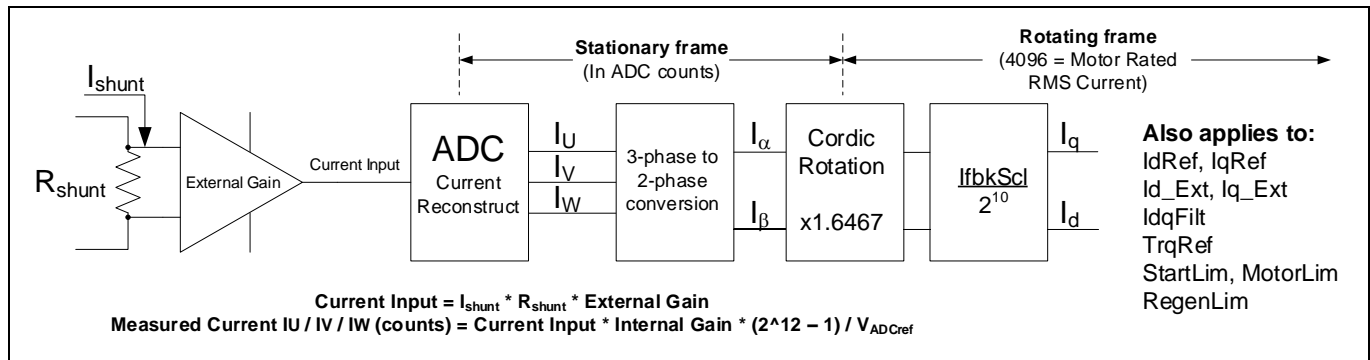 Stationary frame
(In ADC counts)
Rotating frame
(4096 = Motor Rated
RMS Current)
Ishunt
Rshunt
External Gain
Current Input
ADC
Current
Reconstruct
IU
IV
IW
3-phase to
2-phase
conversion
Iα
Iβ
Cordic
Rotation
x1.6467
IfbkScl
2^10
Iq
Id
Also applies to:
IdRef, IqRef
Id_Ext, Iq_Ext
IdqFilt
TrqRef
StartLim, MotorLim
RegenLim
Current Input = Ishunt * Rshunt * External Gain
Measured Current IU / IV / IW (counts) = Current Input * Internal Gain * (2^12 – 1) / VADCref